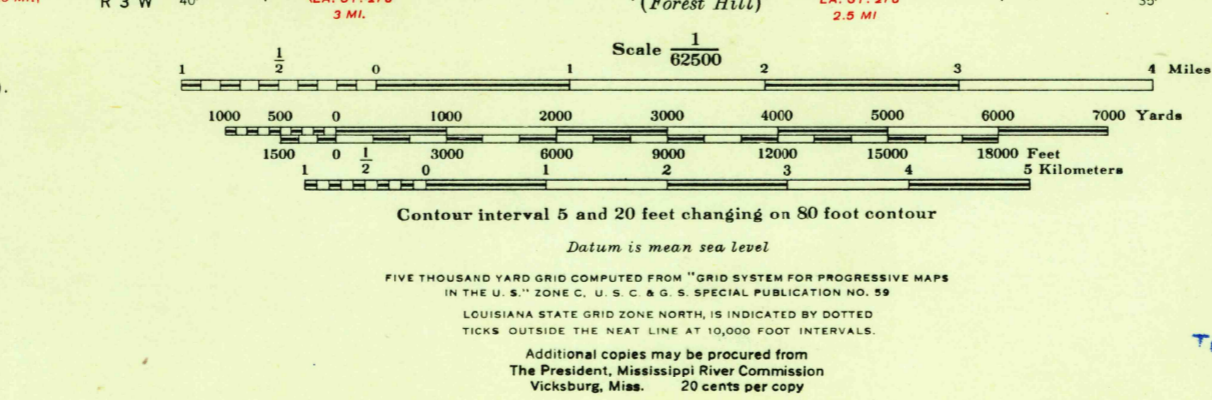 R 3 W 40' (Forest Hill) 35'
3 MI. 2.5 MI
Scale 1/62500
1 1/2 0 1 2 3 4 Miles
1000 500 0 1000 2000 3000 4000 5000 6000 7000 Yards
1500 0 3000 6000 9000 12000 15000 18000 Feet
1 1/2 0 1 2 3 4 5 Kilometers
Contour interval 5 and 20 feet changing on 80 foot contour
Datum is mean sea level
FIVE THOUSAND YARD GRID COMPUTED FROM "GRID SYSTEM FOR PROGRESSIVE MAPS
IN THE U. S." ZONE C, U. S. C. & G. S. SPECIAL PUBLICATION NO. 59
LOUISIANA STATE GRID ZONE NORTH, IS INDICATED BY DOTTED
TICKS OUTSIDE THE NEAT LINE AT 10,000 FOOT INTERVALS.
Additional copies may be procured from
The President, Mississippi River Commission
Vicksburg, Miss. 20 cents per copy